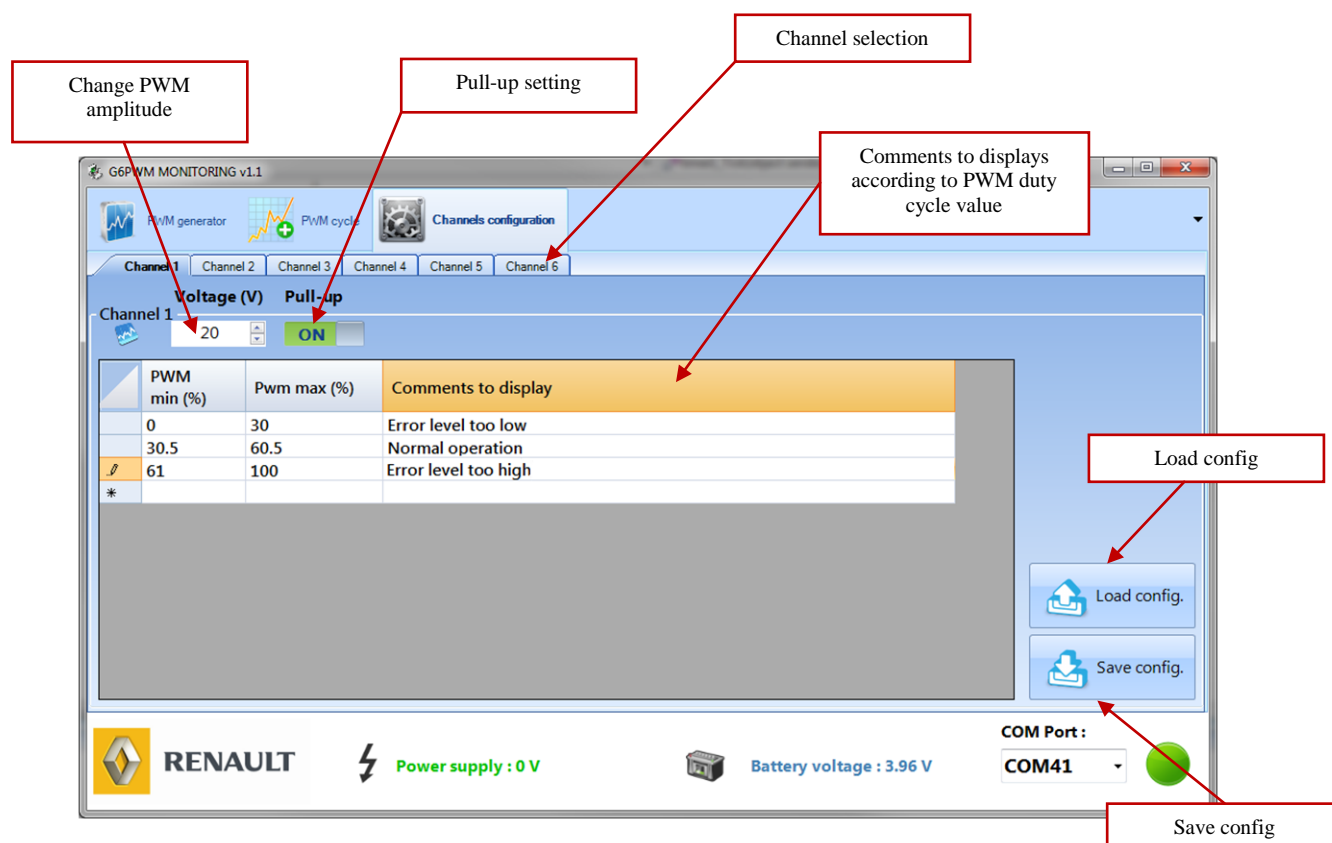 Channel selection
Change PWM
amplitude
Pull-up setting
Comments to displays
according to PWM duty
cycle value
G6PWM MONITORING v1.1
PWM generator
PWM cycle
Channels configuration
Channel 1
Channel 2
Channel 3
Channel 4
Channel 5
Channel 6
Voltage (V)
Pull-up
Channel 1
20
ON
PWM
min (%)
Pwm max (%)
Comments to display
0 30 Error level too low
30.5 60.5 Normal operation
61 100 Error level too high
*
Load config
Load config.
Save config.
RENAULT
Power supply : 0 V
Battery voltage : 3.96 V
COM Port :
COM41
Save config